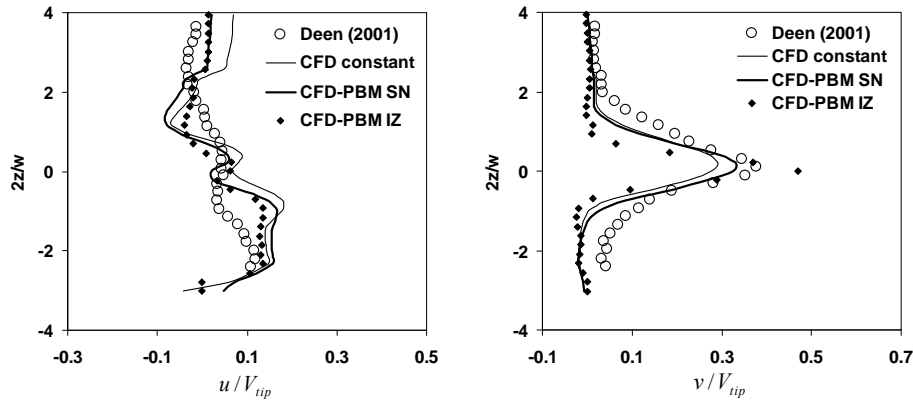 4
2
0
-2
-4
2z/w
-0.3
-0.1
0.1
0.3
0.5
u/V_tip
Deen (2001)
CFD constant
CFD-PBM SN
CFD-PBM IZ
4
2
0
-2
-4
2z/w
-0.1
0.1
0.3
0.5
0.7
v/V_tip
Deen (2001)
CFD constant
CFD-PBM SN
CFD-PBM IZ